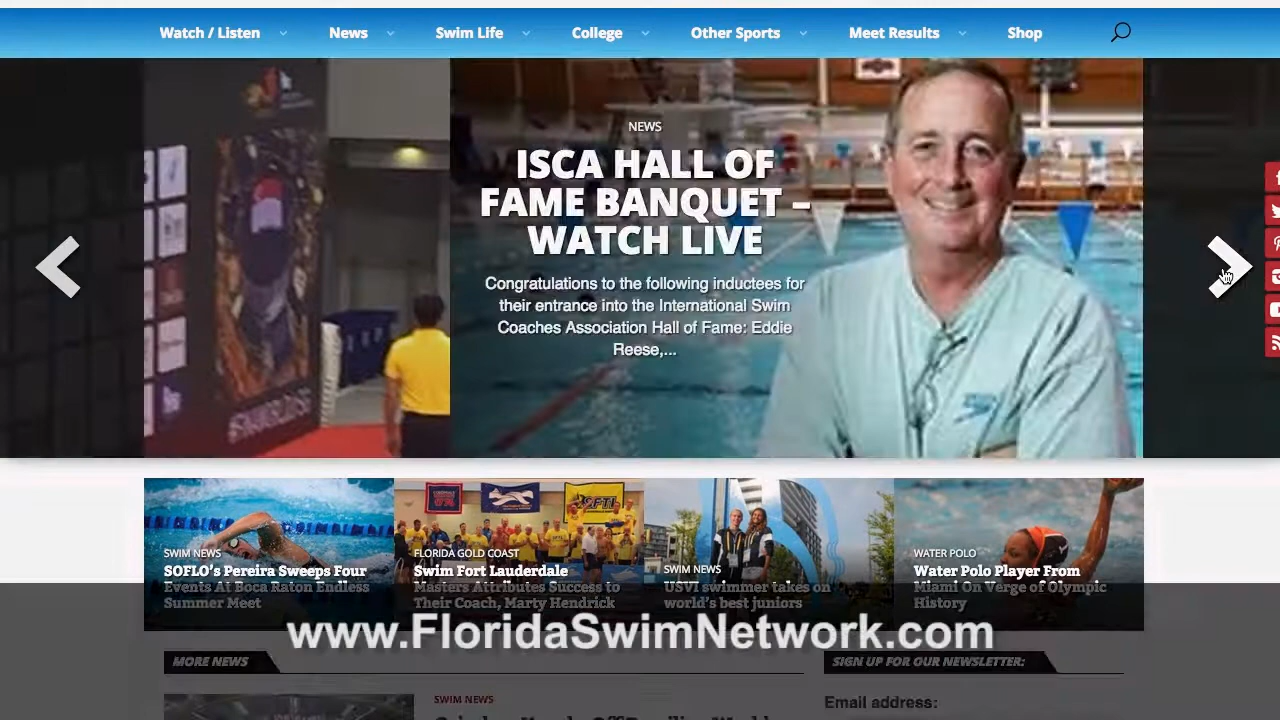 Watch / Listen
News
Swim Life
College
Other Sports
Meet Results
Shop
NEWS
ISCA HALL OF
FAME BANQUET –
WATCH LIVE
Congratulations to the following inductees for
their entrance into the International Swim
Coaches Association Hall of Fame: Eddie
Reese,...
SWIM NEWS
SOFLO's Pereira Sweeps Four
Events At Boca Raton Endless
Summer Meet
FLORIDA GOLD COAST
Swim Fort Lauderdale
Masters Attributes Success to
Their Coach, Marty Hendrick
SWIM NEWS
USVI swimmer takes on
world's best juniors
WATER POLO
Water Polo Player From
Miami On Verge of Olympic
History
SFTL
www.FloridaSwimNetwork.com
MORE NEWS
SIGN UP FOR OUR NEWSLETTER:
SWIM NEWS
Email address: